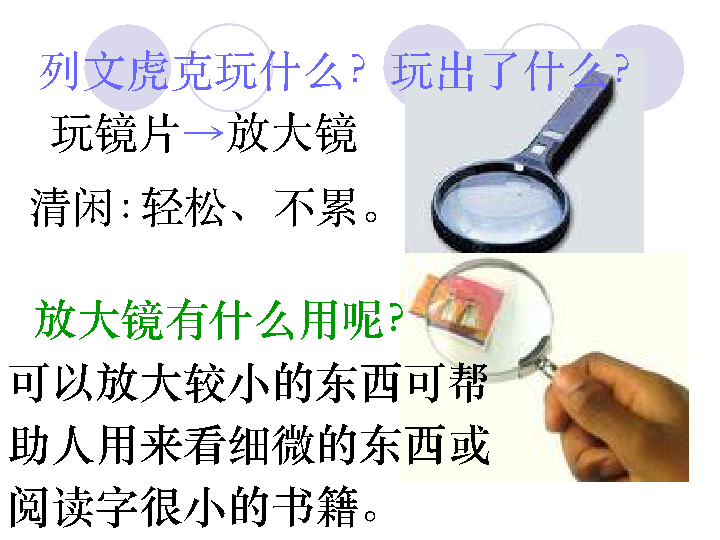 列文虎克玩什么？玩出了什么？
玩镜片→放大镜
清闲：轻松、不累。
放大镜有什么用呢？
可以放大较小的东西可帮
助人用来看细微的东西或
阅读字很小的书籍。